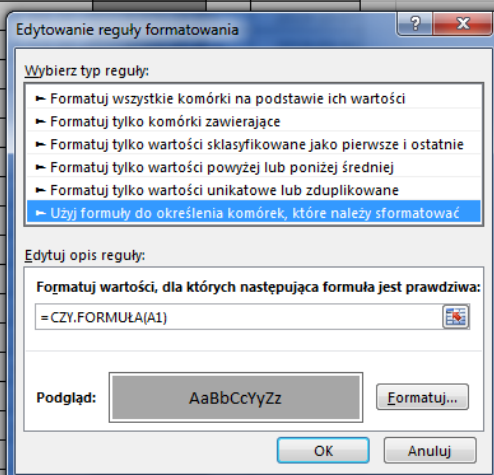 Edytowanie reguły formatowania
Wybierz typ reguły:
► Formatuj wszystkie komórki na podstawie ich wartości
► Formatuj tylko komórki zawierające
► Formatuj tylko wartości sklasyfikowane jako pierwsze i ostatnie
► Formatuj tylko wartości powyżej lub poniżej średniej
► Formatuj tylko wartości unikatowe lub zduplikowane
► Użyj formuły do określenia komórek, które należy sformatować
Edytuj opis reguły:
Formatuj wartości, dla których następująca formuła jest prawdziwa:
=CZY.FORMUŁA(A1)
Podgląd: AaBbCcYyZz Formatuj...
OK Anuluj